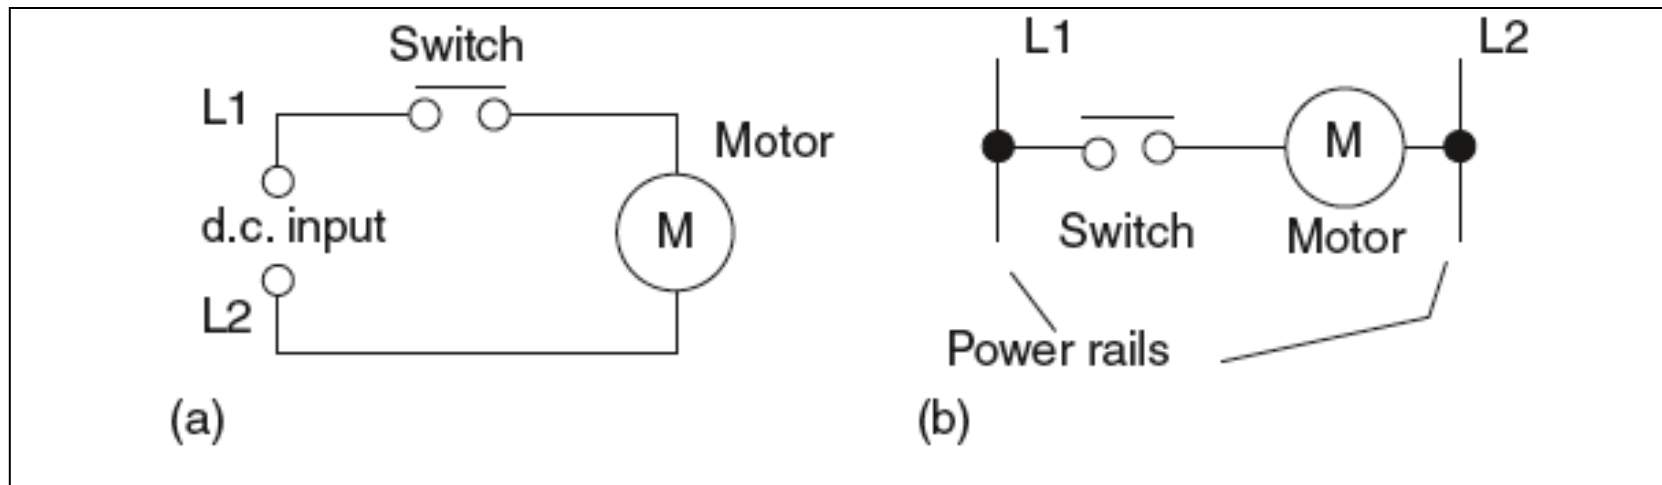 Switch
L1
Motor
d.c. input
M
L2
(a)
L1
L2
M
Switch
Motor
Power rails
(b)